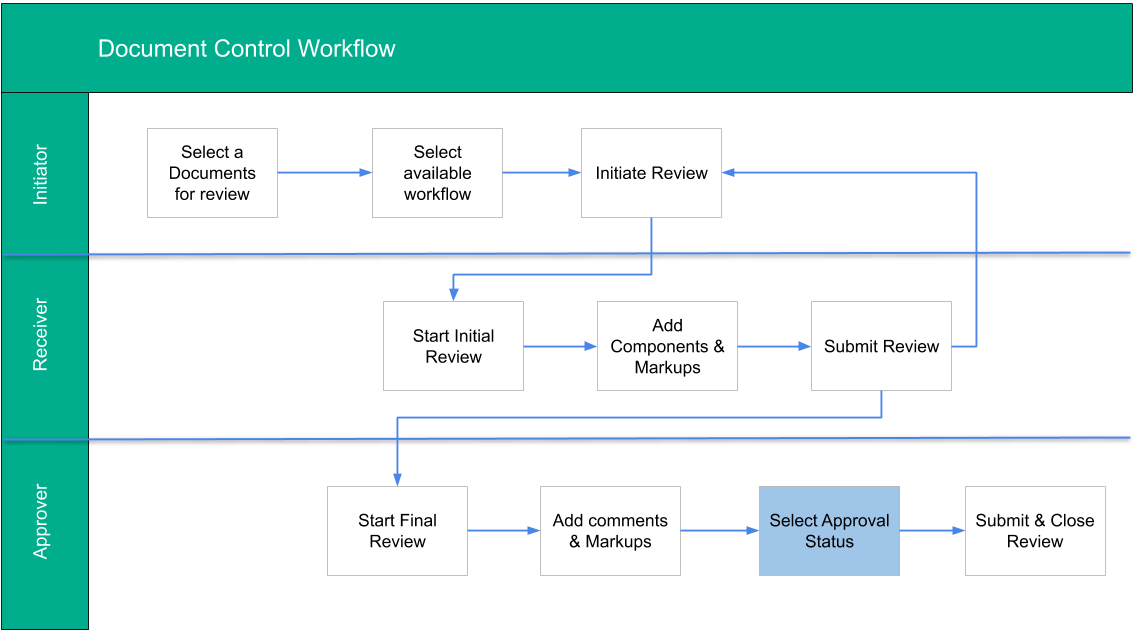 Document Control Workflow
Initiator
Select a
Documents
for review
Select
available
workflow
Initiate Review
Receiver
Start Initial
Review
Add
Components &
Markups
Submit Review
Approver
Start Final
Review
Add comments
& Markups
Select Approval
Status
Submit & Close
Review